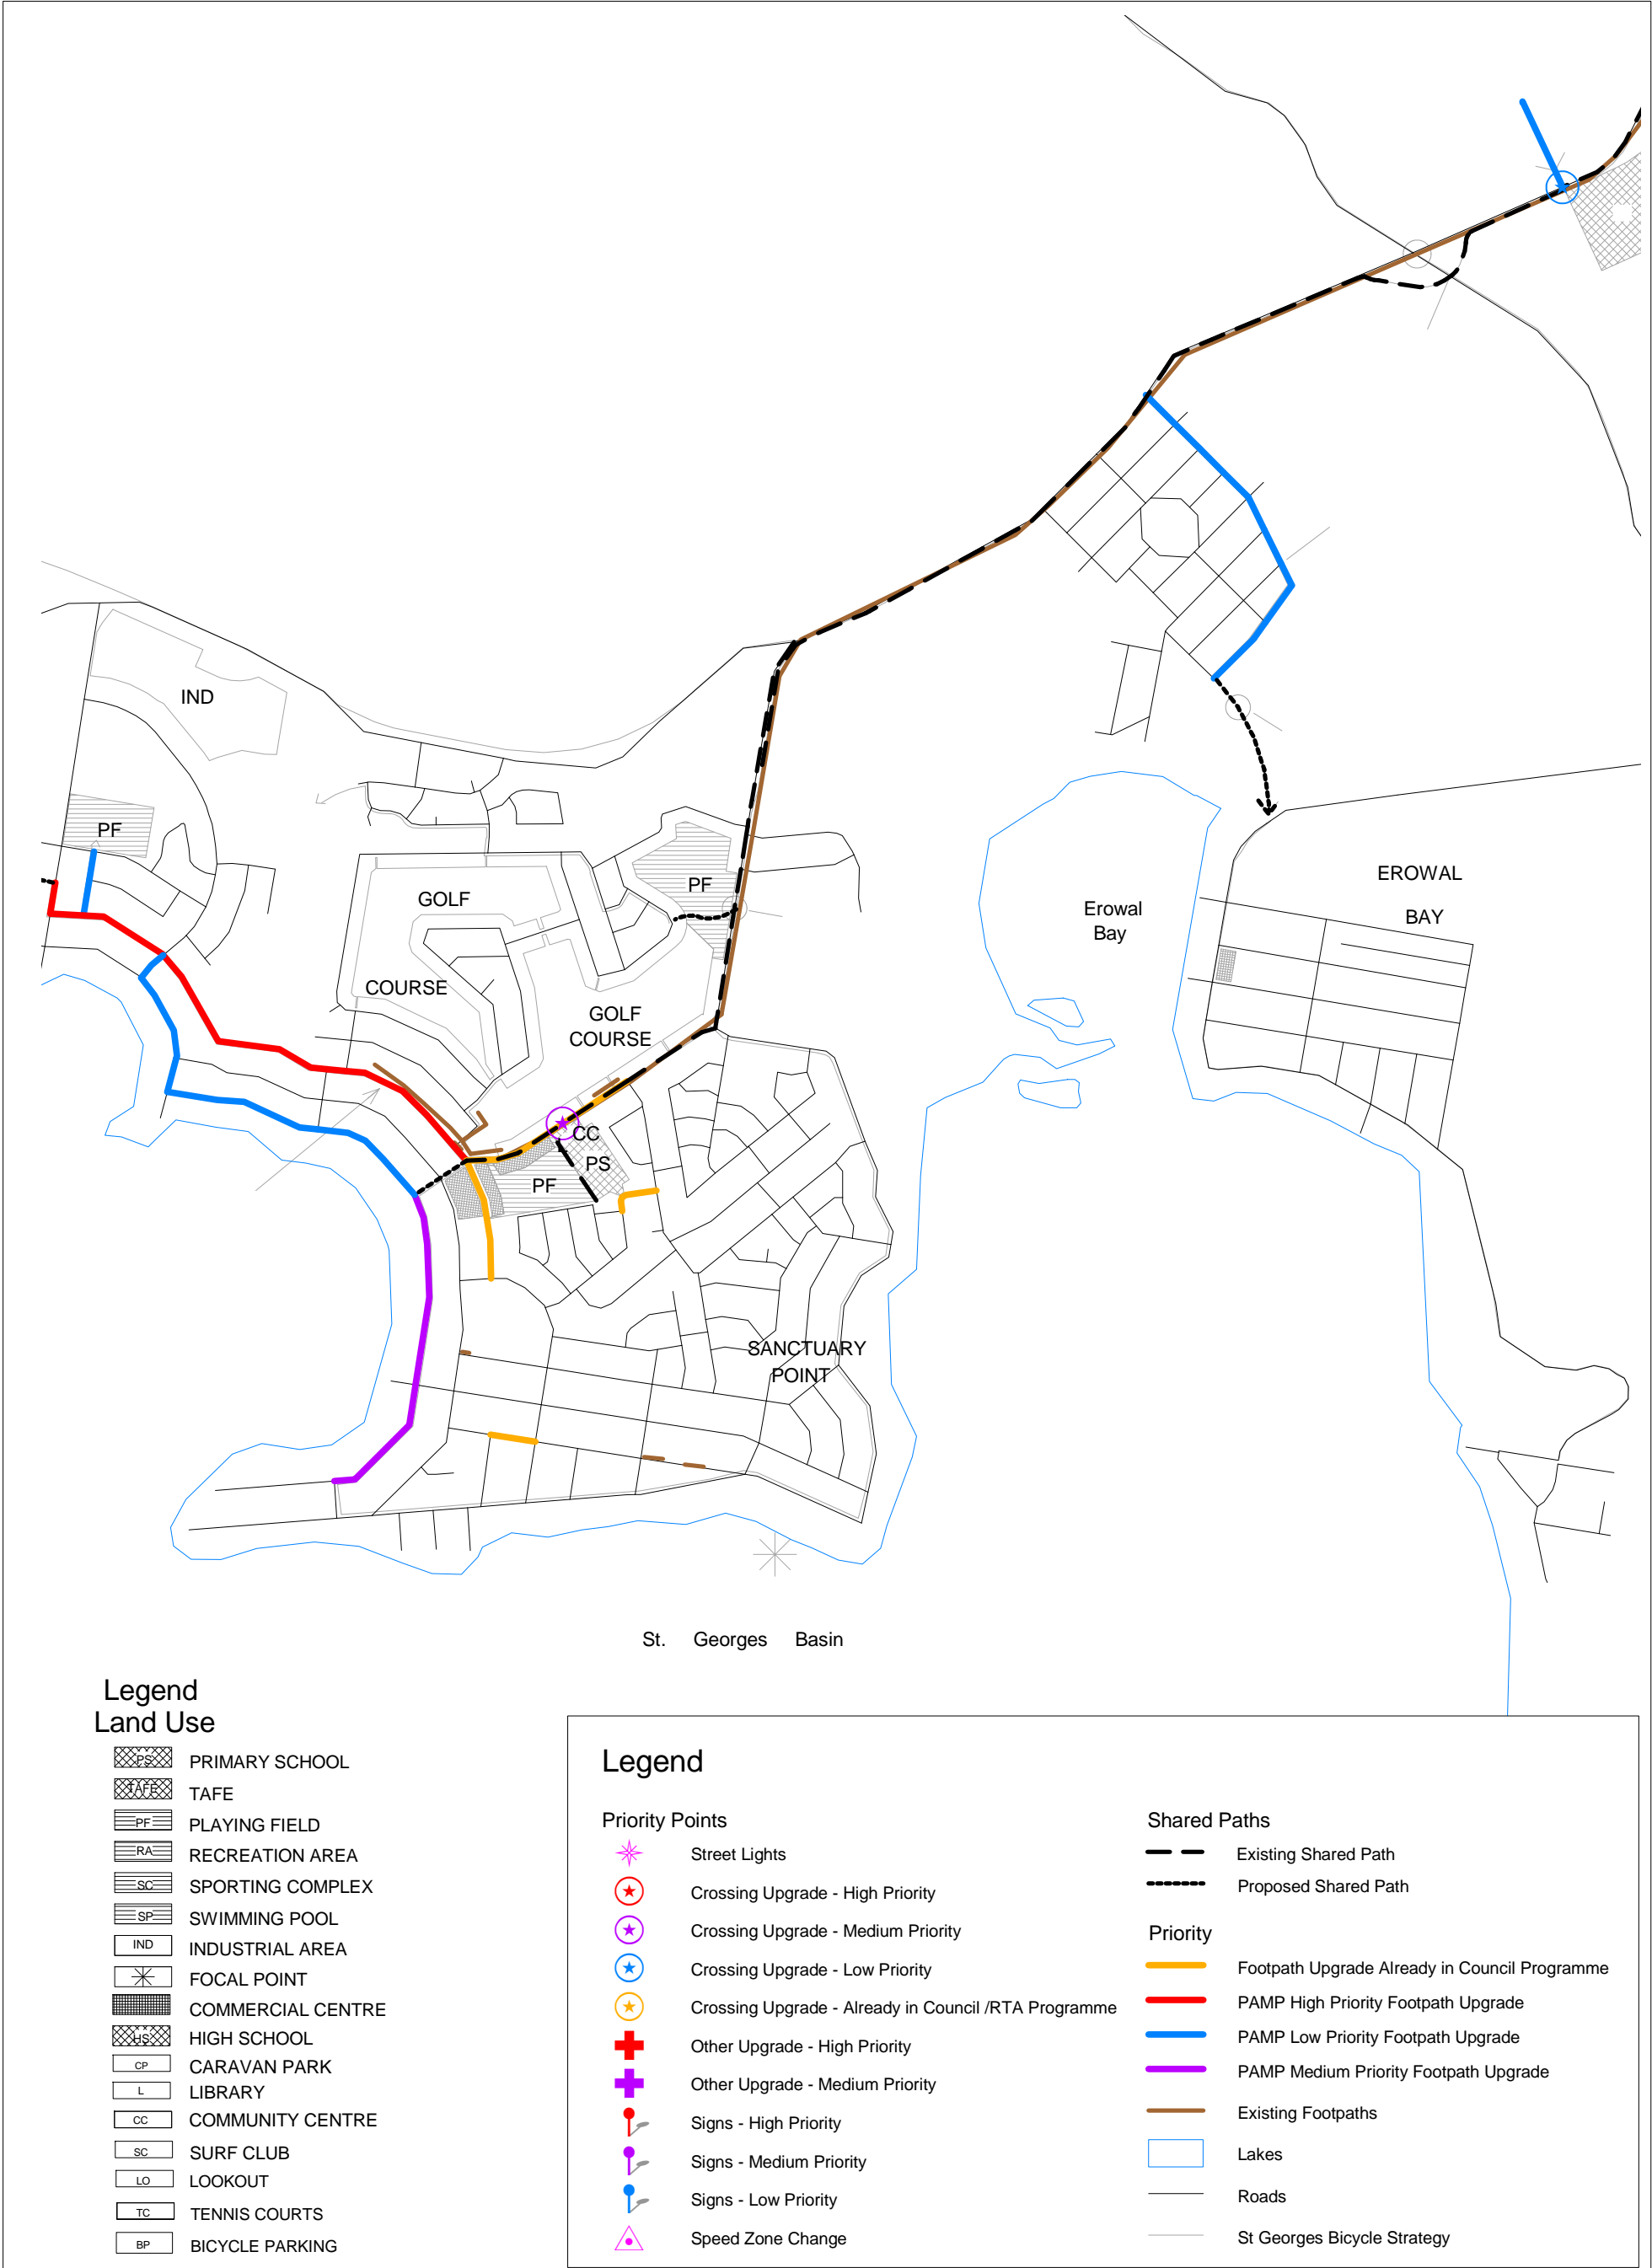 IND
PF
GOLF
COURSE
PF
GOLF
COURSE
CC
PS
PF
Erowal
Bay
EROWAL
BAY
SANCTUARY
POINT
St. Georges Basin
Legend
Land Use
PS PRIMARY SCHOOL
TAFE TAFE
PF PLAYING FIELD
RA RECREATION AREA
SC SPORTING COMPLEX
SP SWIMMING POOL
IND INDUSTRIAL AREA
FOCAL POINT
COMMERCIAL CENTRE
HS HIGH SCHOOL
CP CARAVAN PARK
L LIBRARY
CC COMMUNITY CENTRE
SC SURF CLUB
LO LOOKOUT
TC TENNIS COURTS
BP BICYCLE PARKING
Legend
Priority Points
Street Lights
Crossing Upgrade - High Priority
Crossing Upgrade - Medium Priority
Crossing Upgrade - Low Priority
Crossing Upgrade - Already in Council /RTA Programme
Other Upgrade - High Priority
Other Upgrade - Medium Priority
Signs - High Priority
Signs - Medium Priority
Signs - Low Priority
Speed Zone Change
Shared Paths
Existing Shared Path
Proposed Shared Path
Priority
Footpath Upgrade Already in Council Programme
PAMP High Priority Footpath Upgrade
PAMP Low Priority Footpath Upgrade
PAMP Medium Priority Footpath Upgrade
Existing Footpaths
Lakes
Roads
St Georges Bicycle Strategy